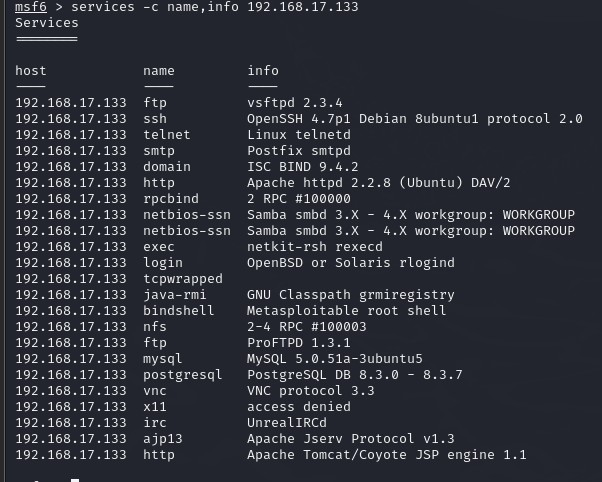 msf6 > services -c name,info 192.168.17.133
Services
========
host name info
---- ---- ----
192.168.17.133 ftp vsftpd 2.3.4
192.168.17.133 ssh OpenSSH 4.7p1 Debian 8ubuntu1 protocol 2.0
192.168.17.133 telnet Linux telnetd
192.168.17.133 smtp Postfix smtpd
192.168.17.133 domain ISC BIND 9.4.2
192.168.17.133 http Apache httpd 2.2.8 (Ubuntu) DAV/2
192.168.17.133 rpcbind 2 RPC #100000
192.168.17.133 netbios-ssn Samba smbd 3.X - 4.X workgroup: WORKGROUP
192.168.17.133 netbios-ssn Samba smbd 3.X - 4.X workgroup: WORKGROUP
192.168.17.133 exec netkit-rsh rexecd
192.168.17.133 login OpenBSD or Solaris rlogind
192.168.17.133 tcpwrapped
192.168.17.133 java-rmi GNU Classpath grmiregistry
192.168.17.133 bindshell Metasploitable root shell
192.168.17.133 nfs 2-4 RPC #100003
192.168.17.133 ftp ProFTPD 1.3.1
192.168.17.133 mysql MySQL 5.0.51a-3ubuntu5
192.168.17.133 postgresql PostgreSQL DB 8.3.0 - 8.3.7
192.168.17.133 vnc VNC protocol 3.3
192.168.17.133 x11 access denied
192.168.17.133 irc UnrealIRCd
192.168.17.133 ajp13 Apache Jserv Protocol v1.3
192.168.17.133 http Apache Tomcat/Coyote JSP engine 1.1